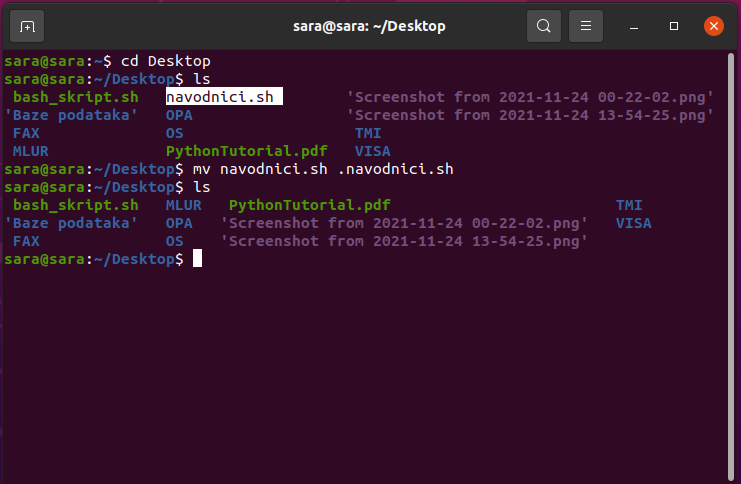 sara@sara: ~/Desktop
sara@sara:~$ cd Desktop
sara@sara:~/Desktop$ ls
bash_skript.sh navodnici.sh 'Screenshot from 2021-11-24 00-22-02.png'
'Baze podataka' OPA 'Screenshot from 2021-11-24 13-54-25.png'
FAX OS TMI
MLUR PythonTutorial.pdf VISA
sara@sara:~/Desktop$ mv navodnici.sh .navodnici.sh
sara@sara:~/Desktop$ ls
bash_skript.sh MLUR PythonTutorial.pdf TMI
'Baze podataka' OPA 'Screenshot from 2021-11-24 00-22-02.png' VISA
FAX OS 'Screenshot from 2021-11-24 13-54-25.png'
sara@sara:~/Desktop$